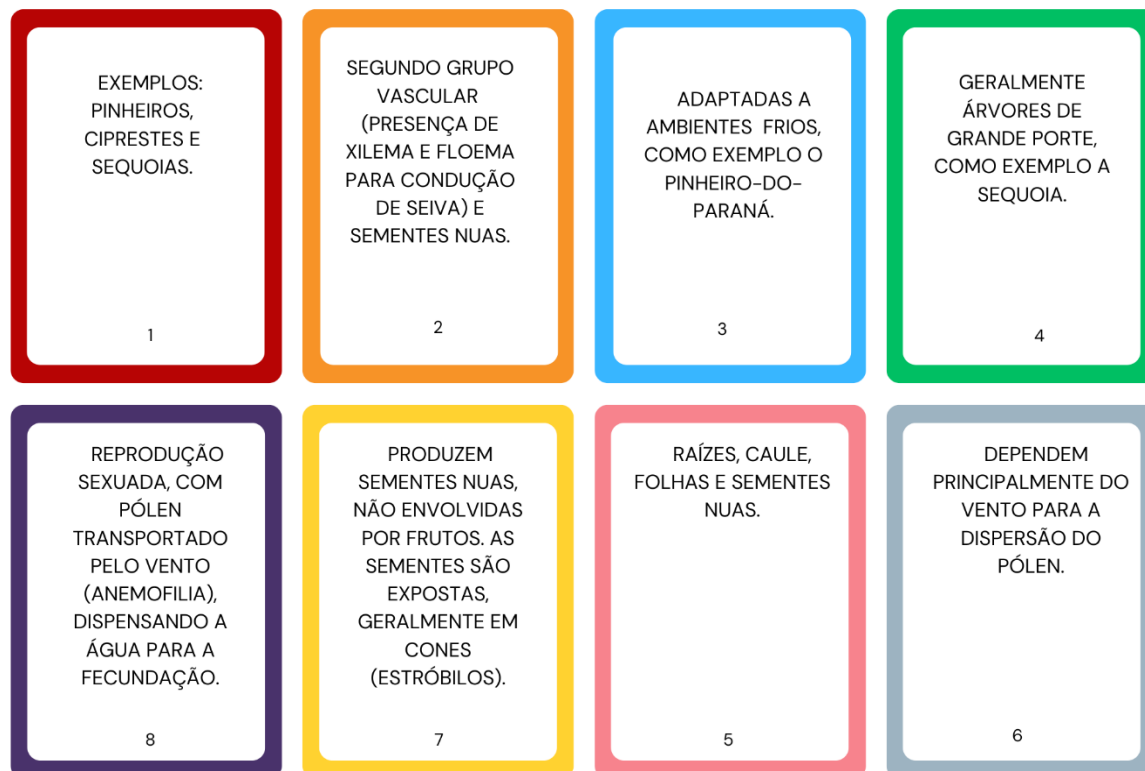 EXEMPLOS:
PINHEIROS,
CIPRESTES E
SEQUOIAS.
1
SEGUNDO GRUPO
VASCULAR
(PRESENÇA DE
XILEMA E FLOEMA
PARA CONDUÇÃO
DE SEIVA) E
SEMENTES NUAS.
2
ADAPTADAS A
AMBIENTES FRIOS,
COMO EXEMPLO O
PINHEIRO-DO-
PARANÁ.
3
GERALMENTE
ÁRVORES DE
GRANDE PORTE,
COMO EXEMPLO A
SEQUOIA.
4
REPRODUÇÃO
SEXUADA, COM
PÓLEN
TRANSPORTADO
PELO VENTO
(ANEMOFILIA),
DISPENSANDO A
ÁGUA PARA A
FECUNDAÇÃO.
8
PRODUZEM
SEMENTES NUAS,
NÃO ENVOLVIDAS
POR FRUTOS. AS
SEMENTES SÃO
EXPOSTAS,
GERALMENTE EM
CONES
(ESTRÓBILOS).
7
RAÍZES, CAULE,
FOLHAS E SEMENTES
NUAS.
5
DEPENDEM
PRINCIPALMENTE DO
VENTO PARA A
DISPERSÃO DO
PÓLEN.
6